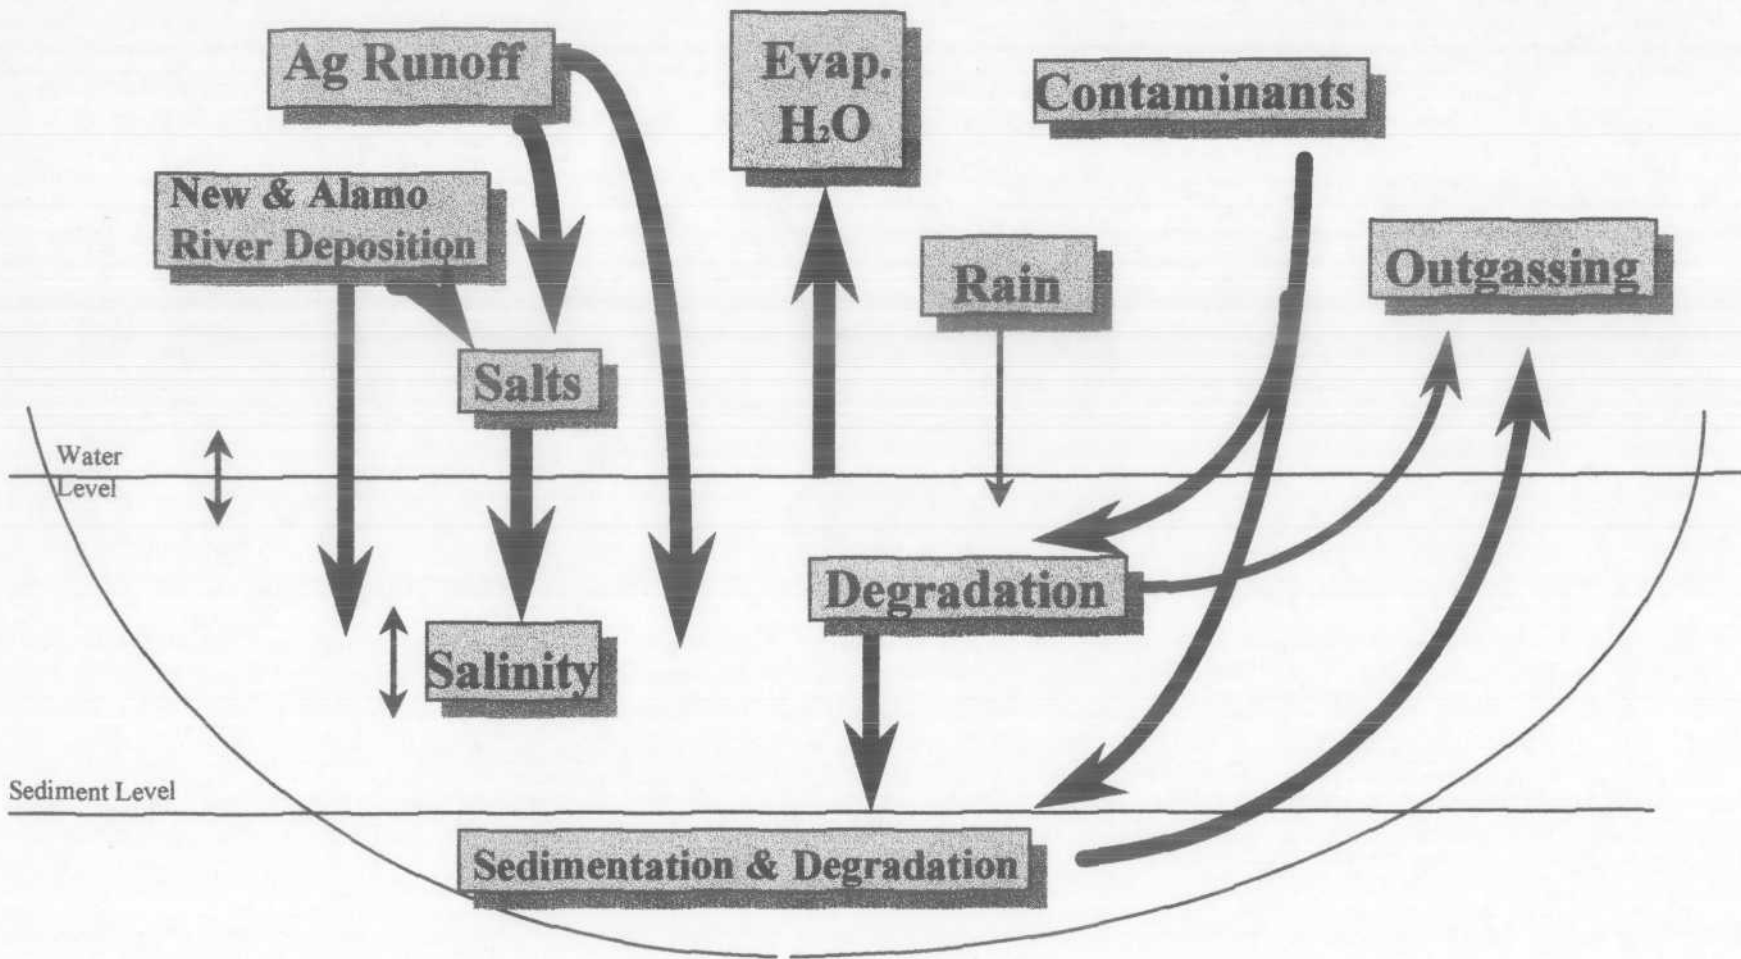 Ag Runoff
Evap.
H₂O
Contaminants
New & Alamo
River Deposition
Rain
Outgassing
Salts
Water
Level
Degradation
Salinity
Sediment Level
Sedimentation & Degradation